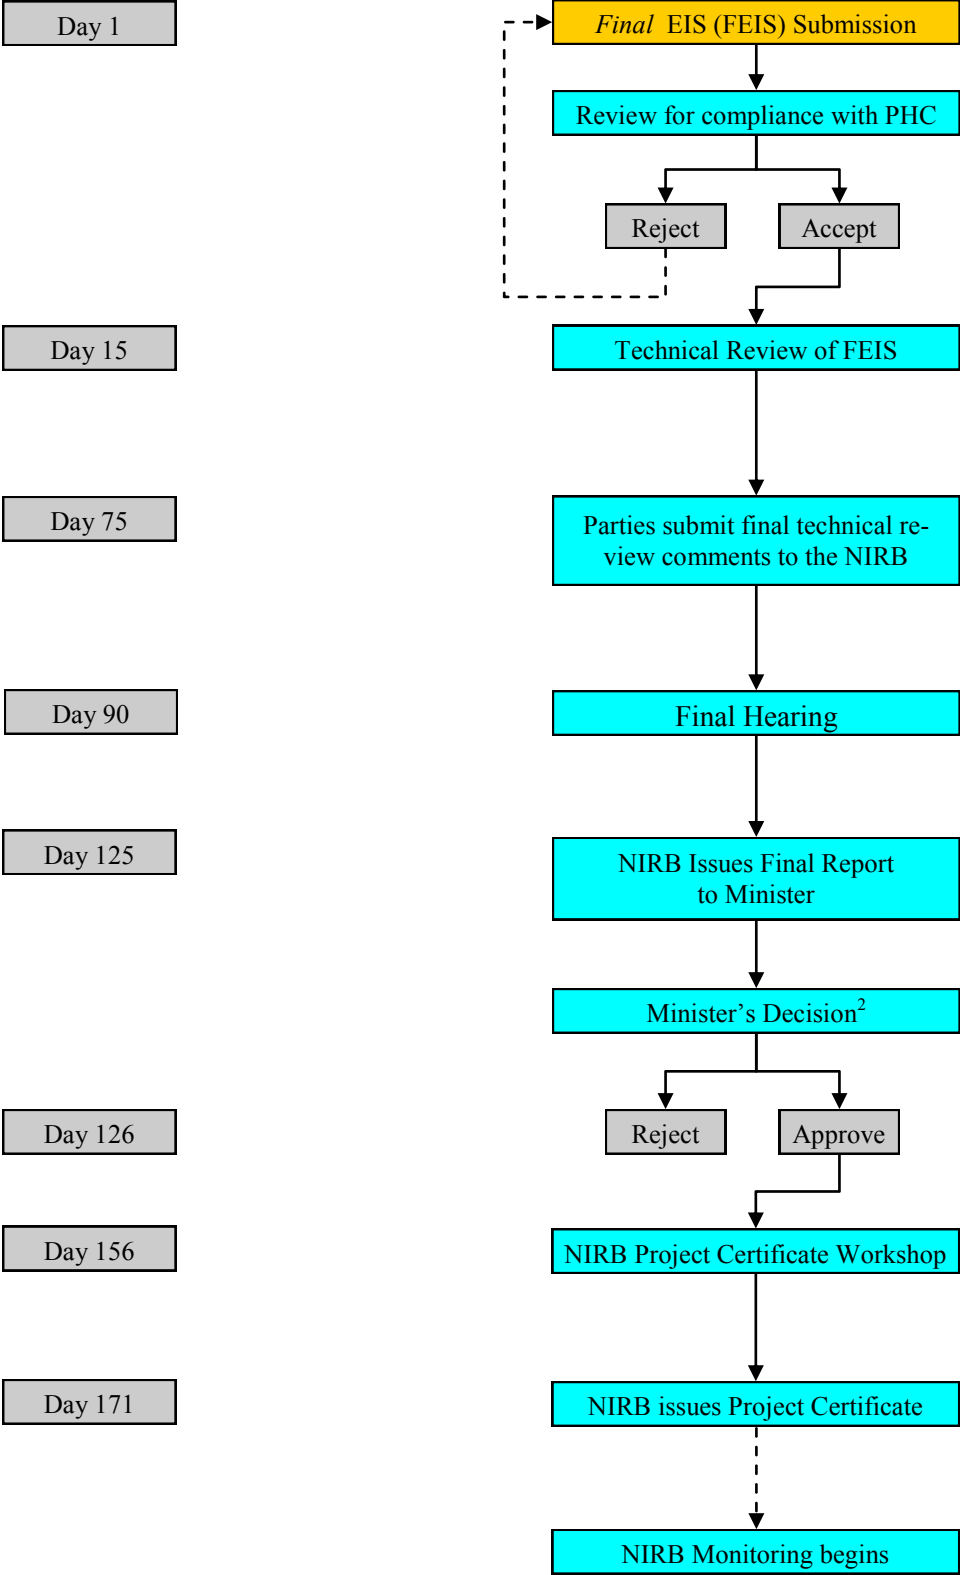 Day 1
Final EIS (FEIS) Submission
Review for compliance with PHC
Reject
Accept
Day 15
Technical Review of FEIS
Day 75
Parties submit final technical re-
view comments to the NIRB
Day 90
Final Hearing
Day 125
NIRB Issues Final Report
to Minister
Minister’s Decision²
Day 126
Reject
Approve
Day 156
NIRB Project Certificate Workshop
Day 171
NIRB issues Project Certificate
NIRB Monitoring begins